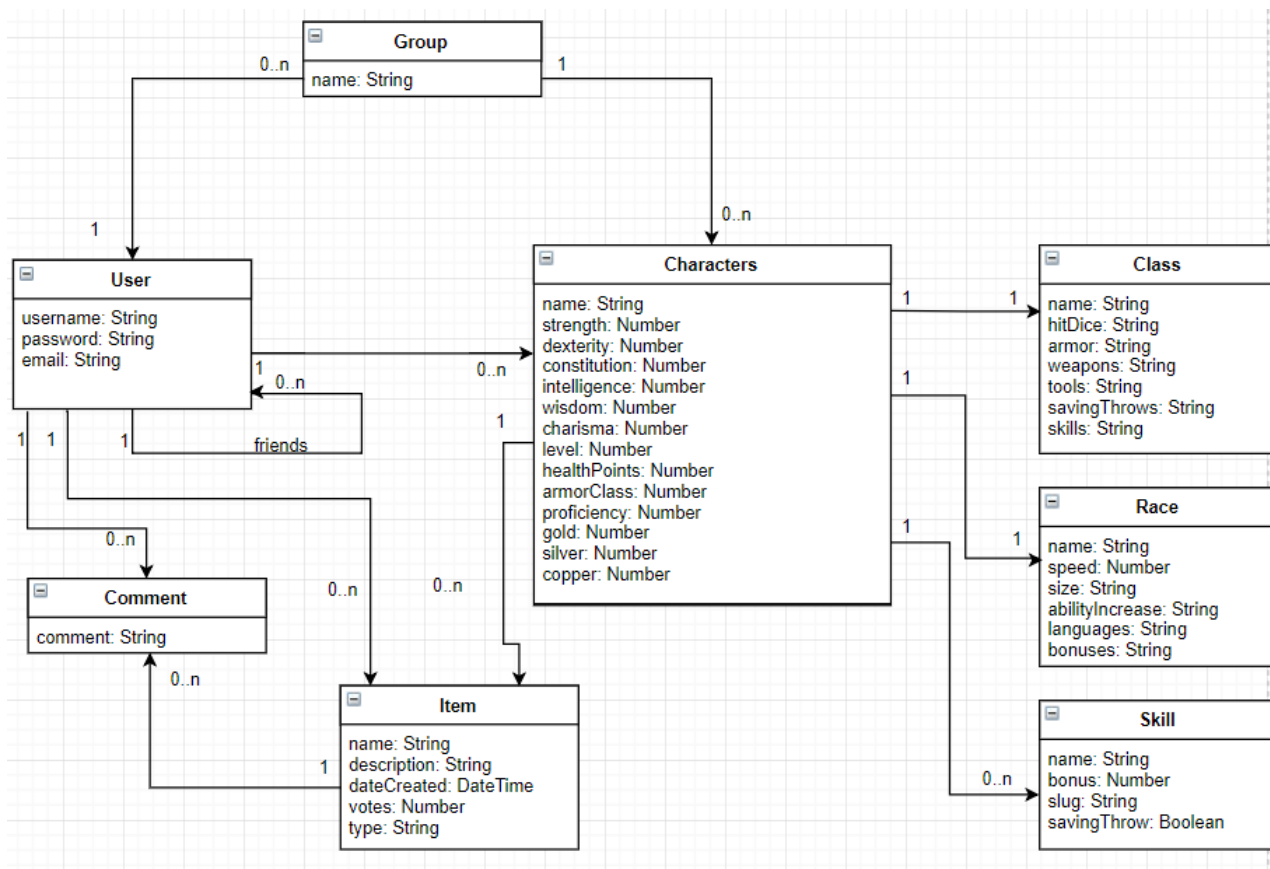 Group
name: String
0..n
1
1
0..n
User
username: String
password: String
email: String
1
0..n
0..n
1
1
1
friends
Characters
name: String
strength: Number
dexterity: Number
constitution: Number
intelligence: Number
wisdom: Number
charisma: Number
level: Number
healthPoints: Number
armorClass: Number
proficiency: Number
gold: Number
silver: Number
copper: Number
1
1
1
1
1
1
0..n
Class
name: String
hitDice: String
armor: String
weapons: String
tools: String
savingThrows: String
skills: String
Race
name: String
speed: Number
size: String
abilityIncrease: String
languages: String
bonuses: String
Skill
name: String
bonus: Number
slug: String
savingThrow: Boolean
0..n
0..n
0..n
Comment
comment: String
0..n
1
Item
name: String
description: String
dateCreated: DateTime
votes: Number
type: String